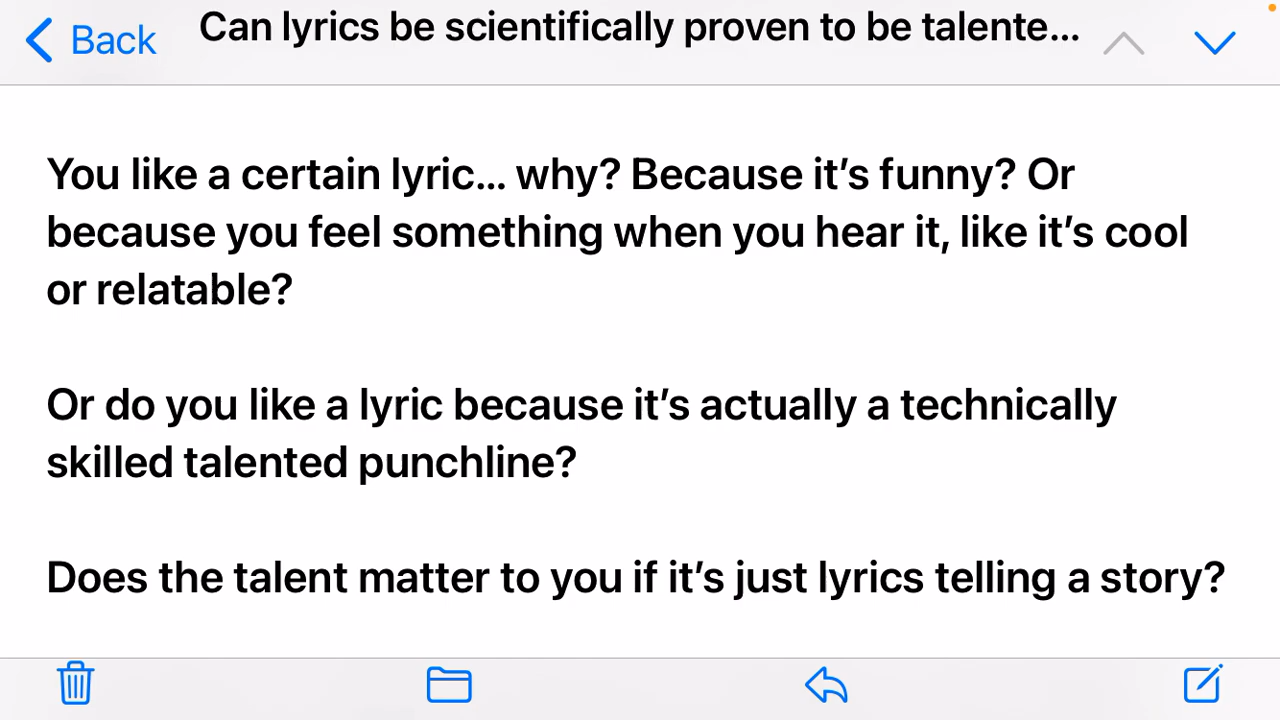 Back
Can lyrics be scientifically proven to be talente...
You like a certain lyric... why? Because it’s funny? Or
because you feel something when you hear it, like it’s cool
or relatable?
Or do you like a lyric because it’s actually a technically
skilled talented punchline?
Does the talent matter to you if it’s just lyrics telling a story?